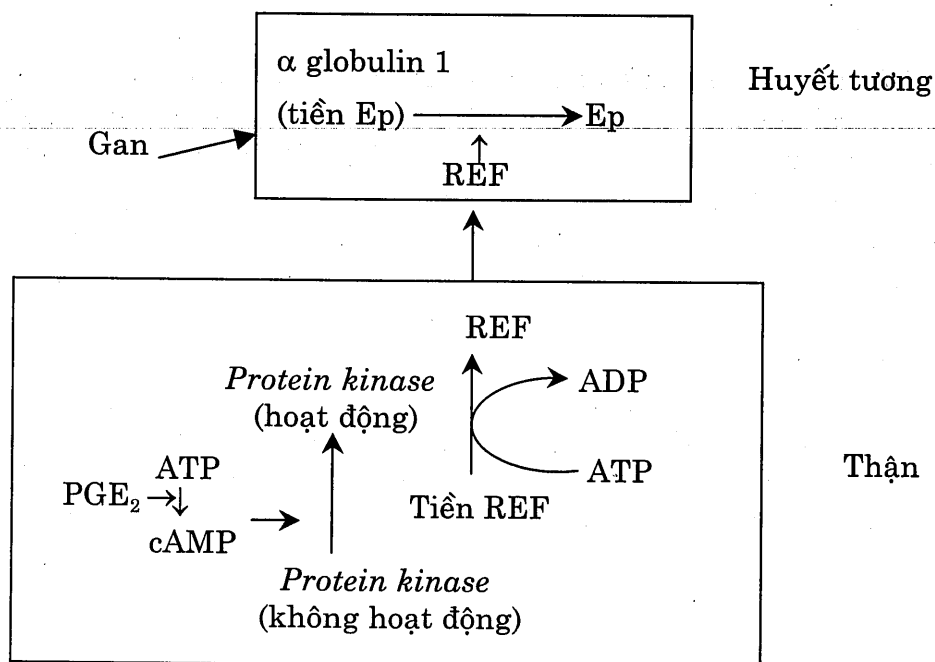 α globulin 1
Huyết tương
(tiền Ep)
Ep
Gan
REF
REF
Protein kinase
ADP
(hoạt động)
ATP
ATP
Thận
PGE₂
Tiền REF
cAMP
Protein kinase
(không hoạt động)